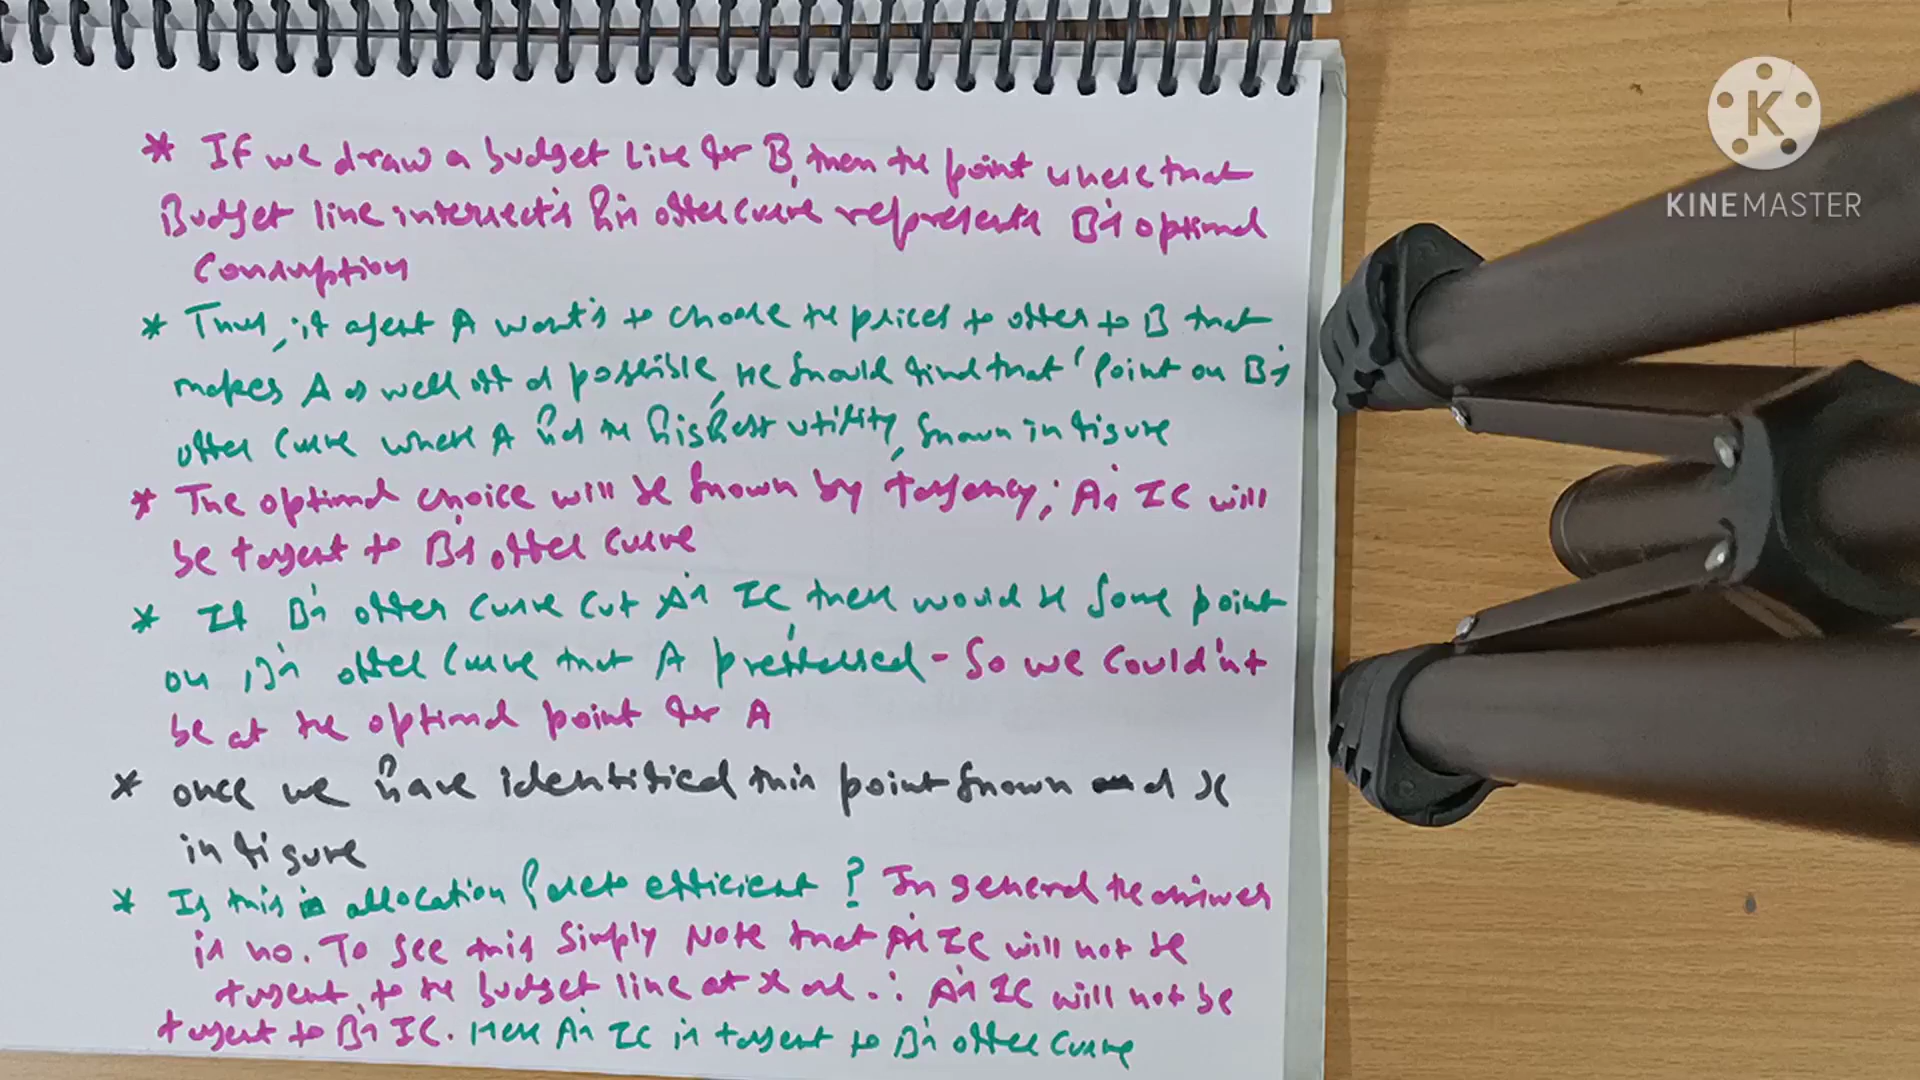 * If we draw a budget line for B, then the point where that
Budget line intersects his offer curve represents B's optimal
Consumption
* Thus, if agent A wants to choose the prices to offer to B that
makes A as well off as possible, he should find that point on B's
offer curve where A has the highest utility, shown in figure
* The optimal choice will be shown by tangency; A's IC will
be tangent to B's offer curve
* If B's offer curve cut A's IC, there would be some point
on B's offer curve that A preferred - So we couldn't
be at the optimal point for A
* once we have identified this point shown as x
in figure
* Is this allocation Pareto efficient? In general the answer
is no. To see this simply Note that A's IC will not be
tangent to the budget line at x and ∴ A's IC will not be
tangent to B's IC. Here A's IC is tangent to B's offer curve
K
KINEMASTER